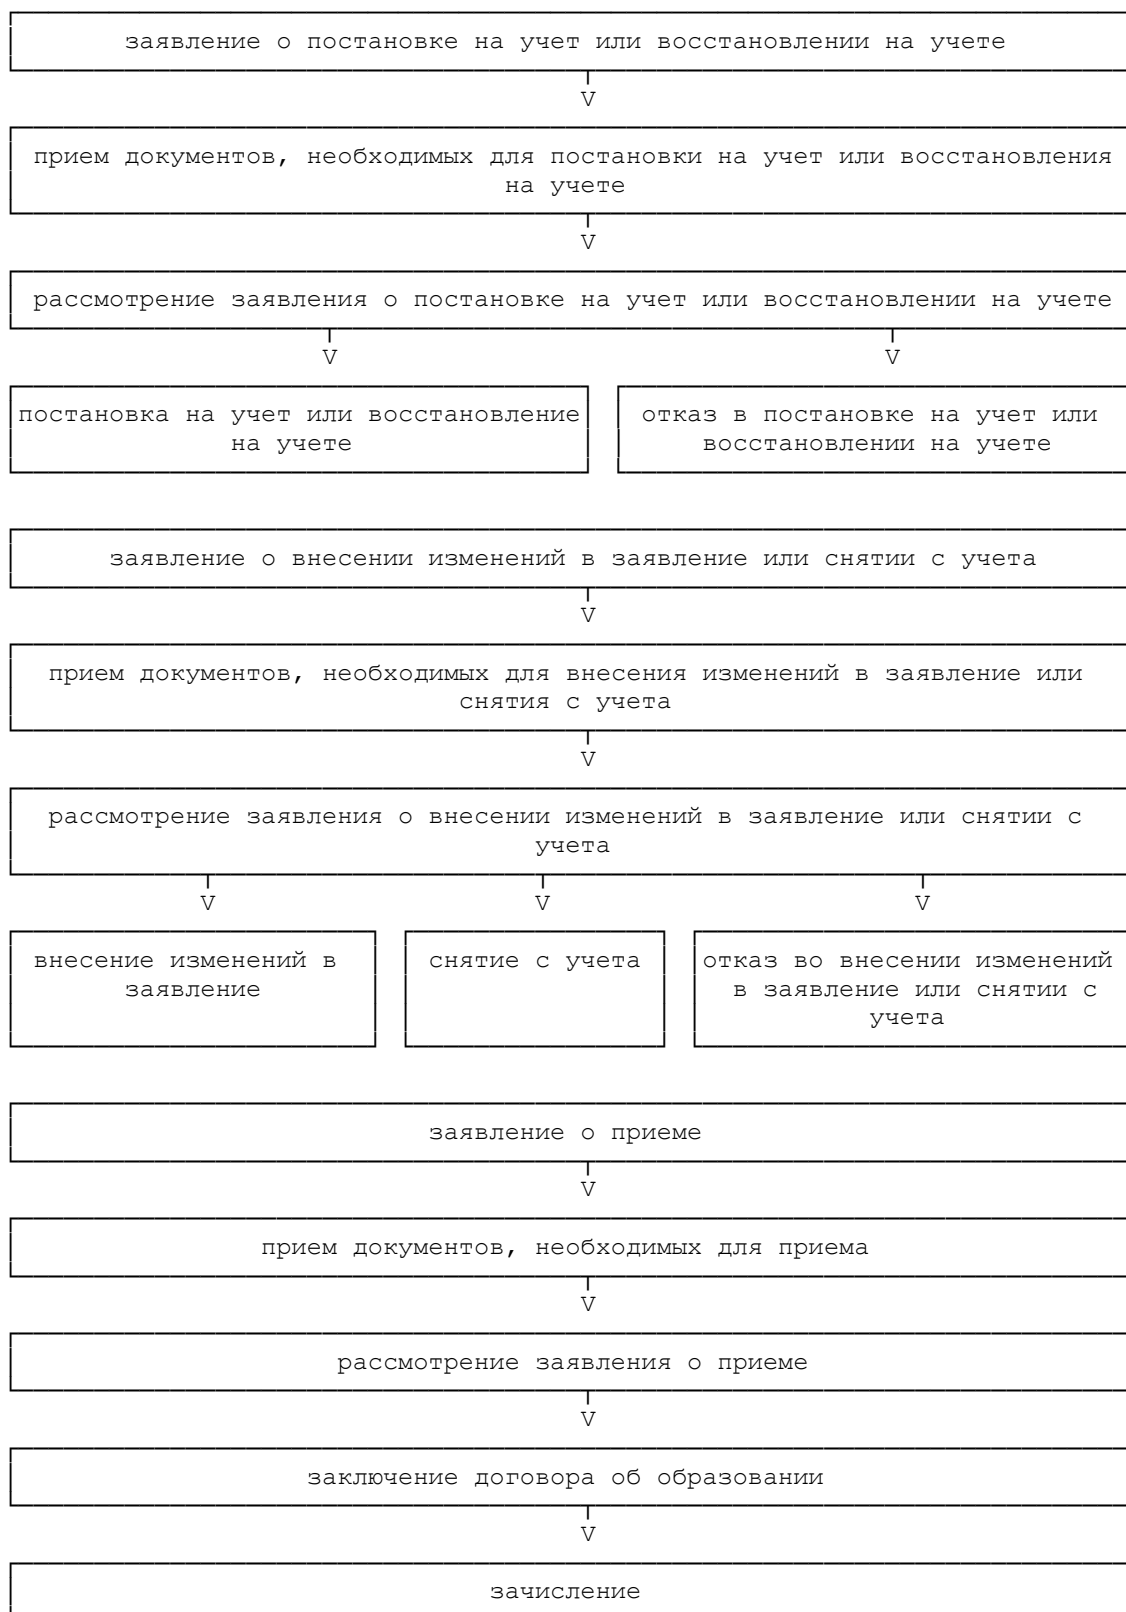 заявление о постановке на учет или восстановлении на учете
V
прием документов, необходимых для постановки на учет или восстановления
на учете
V
рассмотрение заявления о постановке на учет или восстановлении на учете
V V
постановка на учет или восстановление
на учете
отказ в постановке на учет или
восстановлении на учете
заявление о внесении изменений в заявление или снятии с учета
V
прием документов, необходимых для внесения изменений в заявление или
снятия с учета
V
рассмотрение заявления о внесении изменений в заявление или снятии с
учета
V V V
внесение изменений в
заявление
снятие с учета
отказ во внесении изменений
в заявление или снятии с
учета
заявление о приеме
V
прием документов, необходимых для приема
V
рассмотрение заявления о приеме
V
заключение договора об образовании
V
зачисление